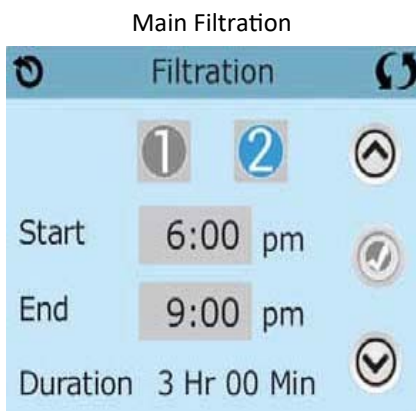 Main Filtration
Filtration
1 2
Start 6:00 pm
End 9:00 pm
Duration 3 Hr 00 Min